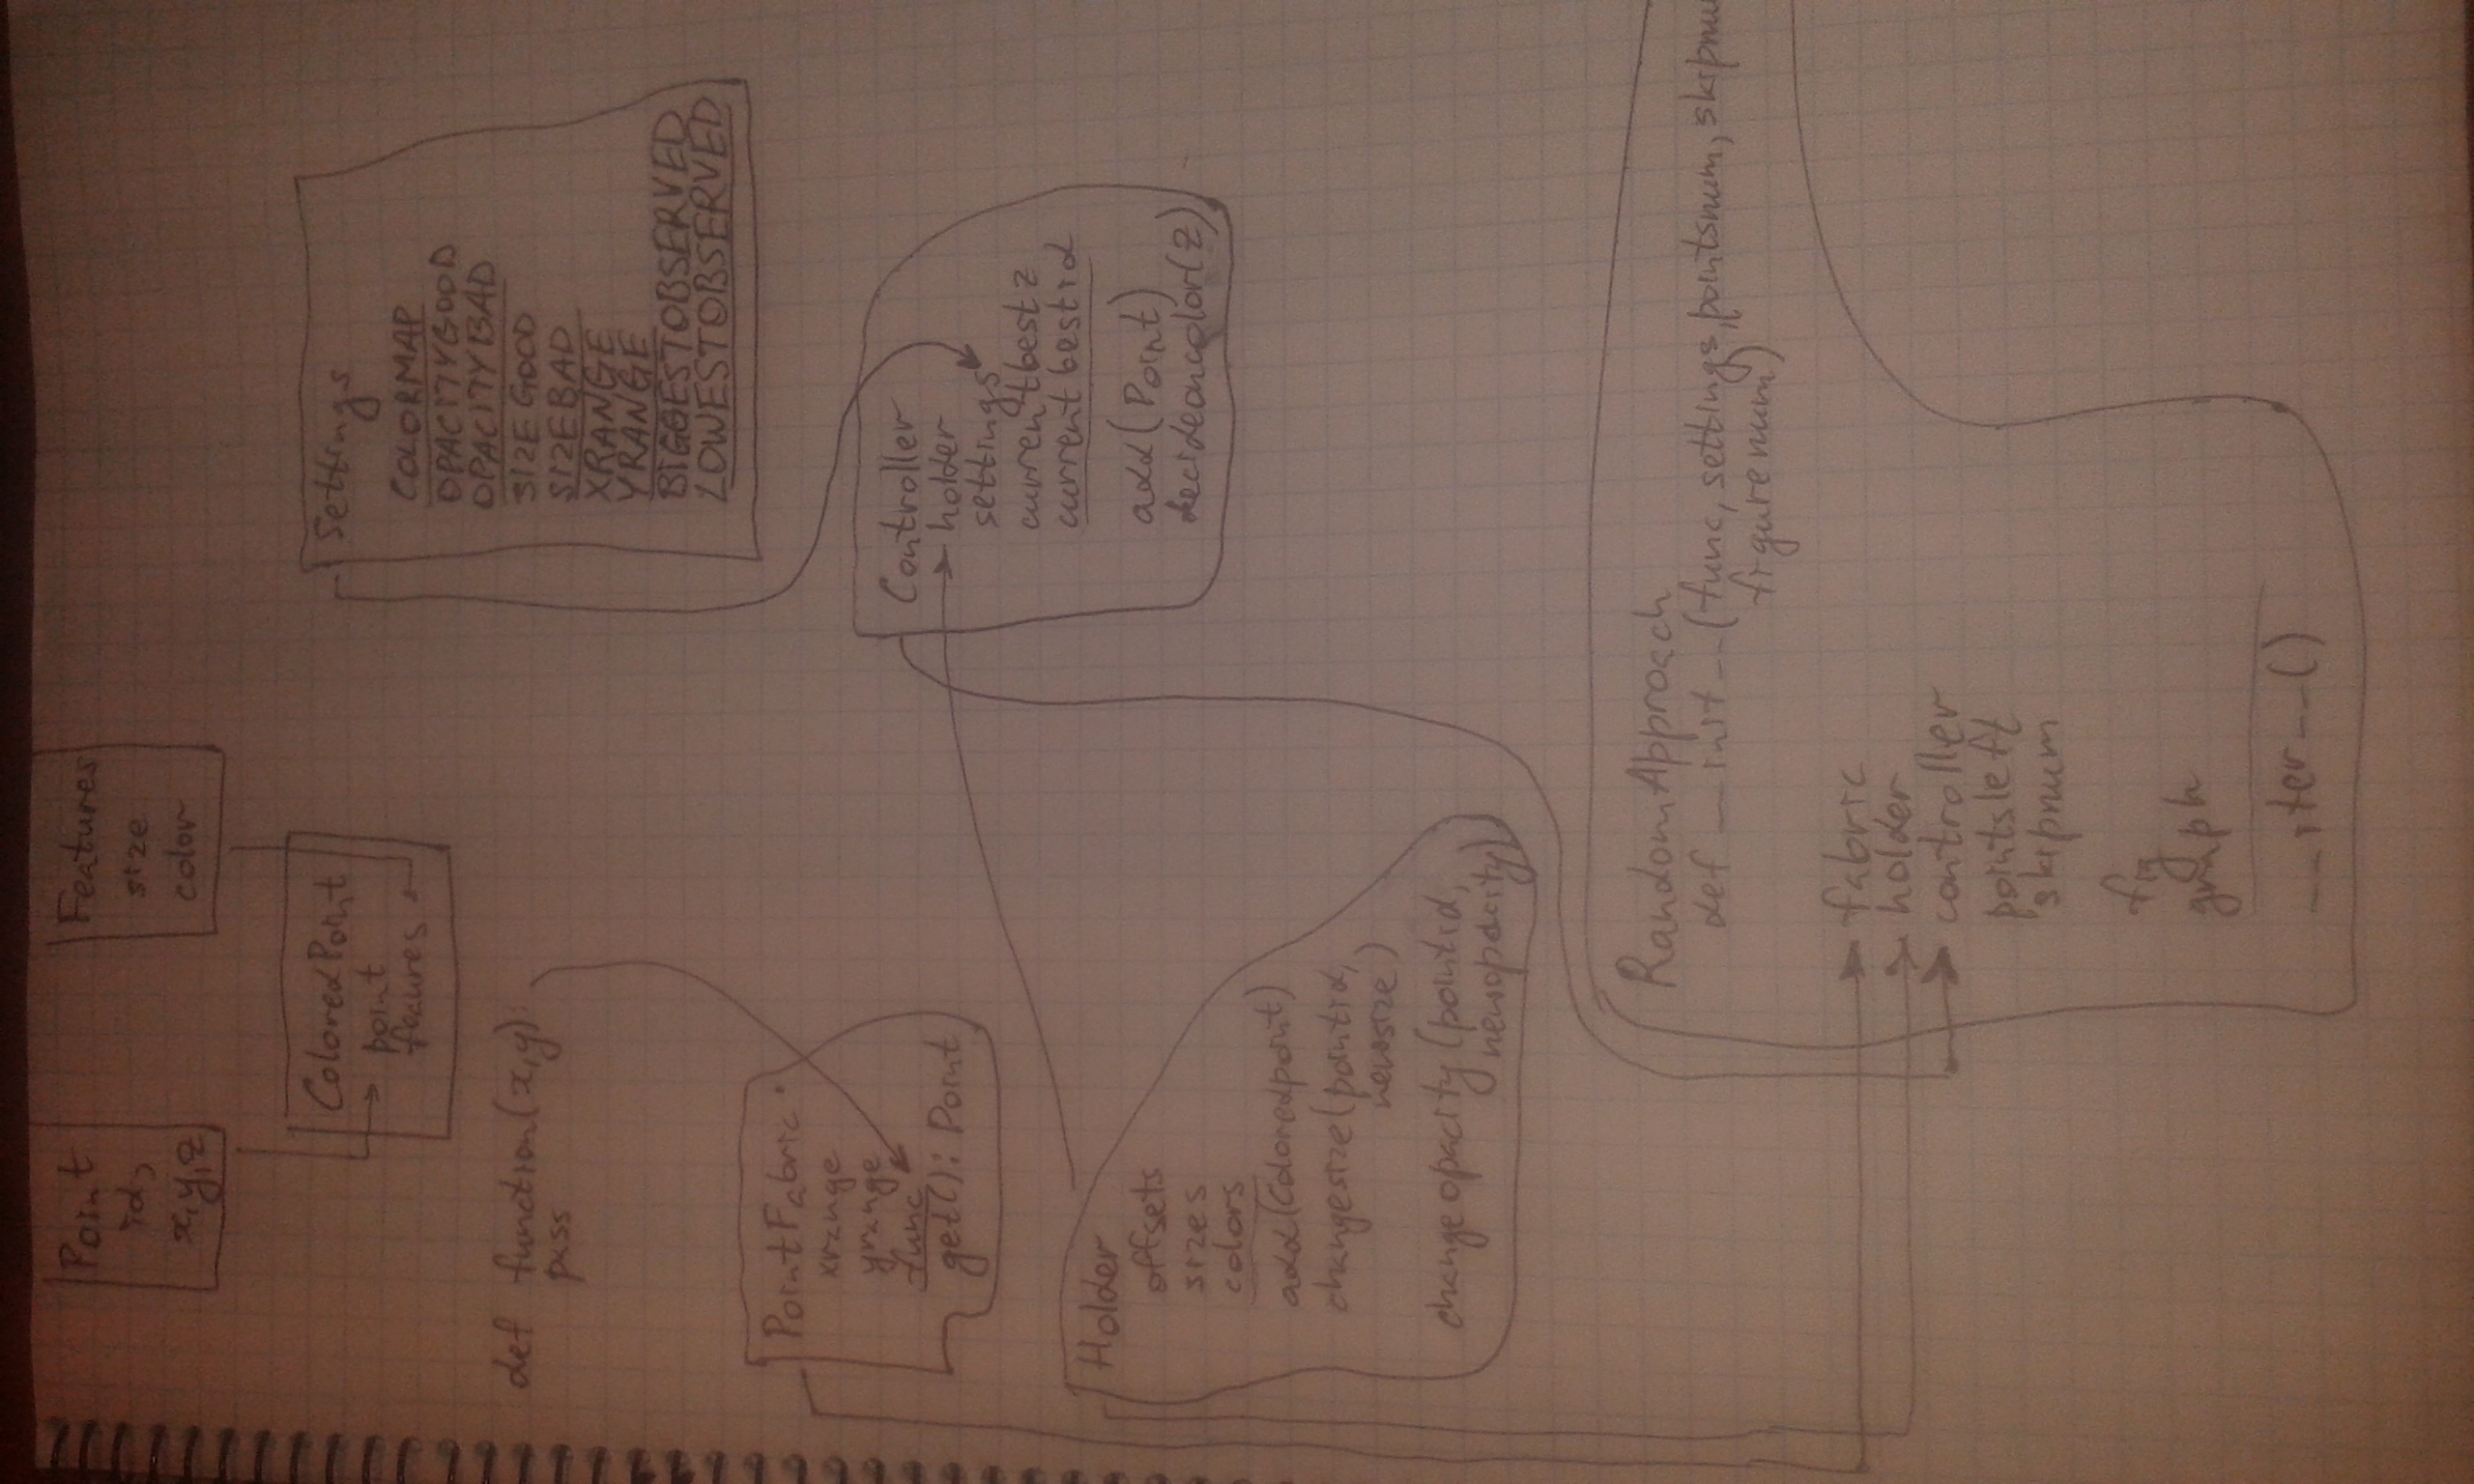 Point
id,
x,y,z
Features
size
color
ColoredPoint
point
feacures
def function(x,y):
pass
Settings
COLORMAP
OPACITYGOOD
OPACITYBAD
SIZEGOOD
SIZEBAD
XRANGE
YRANGE
BIGGESTOBSERVED
LOWESTOBSERVED
PointFabric
xrange
yrange
func
get(): Point
Controller
holder
settings
currentbestz
currentbestid
add(Point)
decideoncolor(z)
Holder
offsets
sizes
colors
add(Coloredpoint)
changesize(pointid,
newsize)
changeopacity(pointid,
newopacity)
RandomApproach
def __init__(func, settings, pointsnum, skipnu
figurenum)
fabric
holder
controller
pointsleft
skipnum
fig
graph
__iter__()